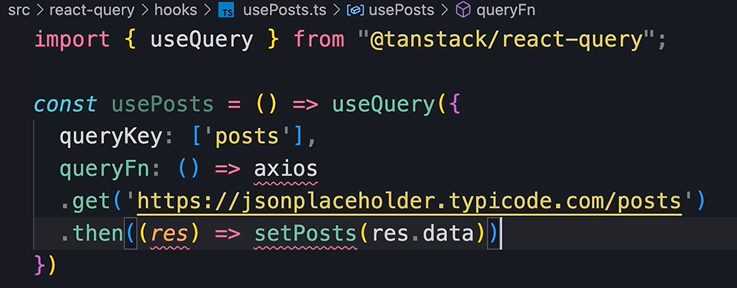 src > react-query > hooks > TS usePosts.ts > usePosts > queryFn
import { useQuery } from "@tanstack/react-query";
const usePosts = () => useQuery({
queryKey: ['posts'],
queryFn: () => axios
.get('https://jsonplaceholder.typicode.com/posts')
.then((res) => setPosts(res.data))
})